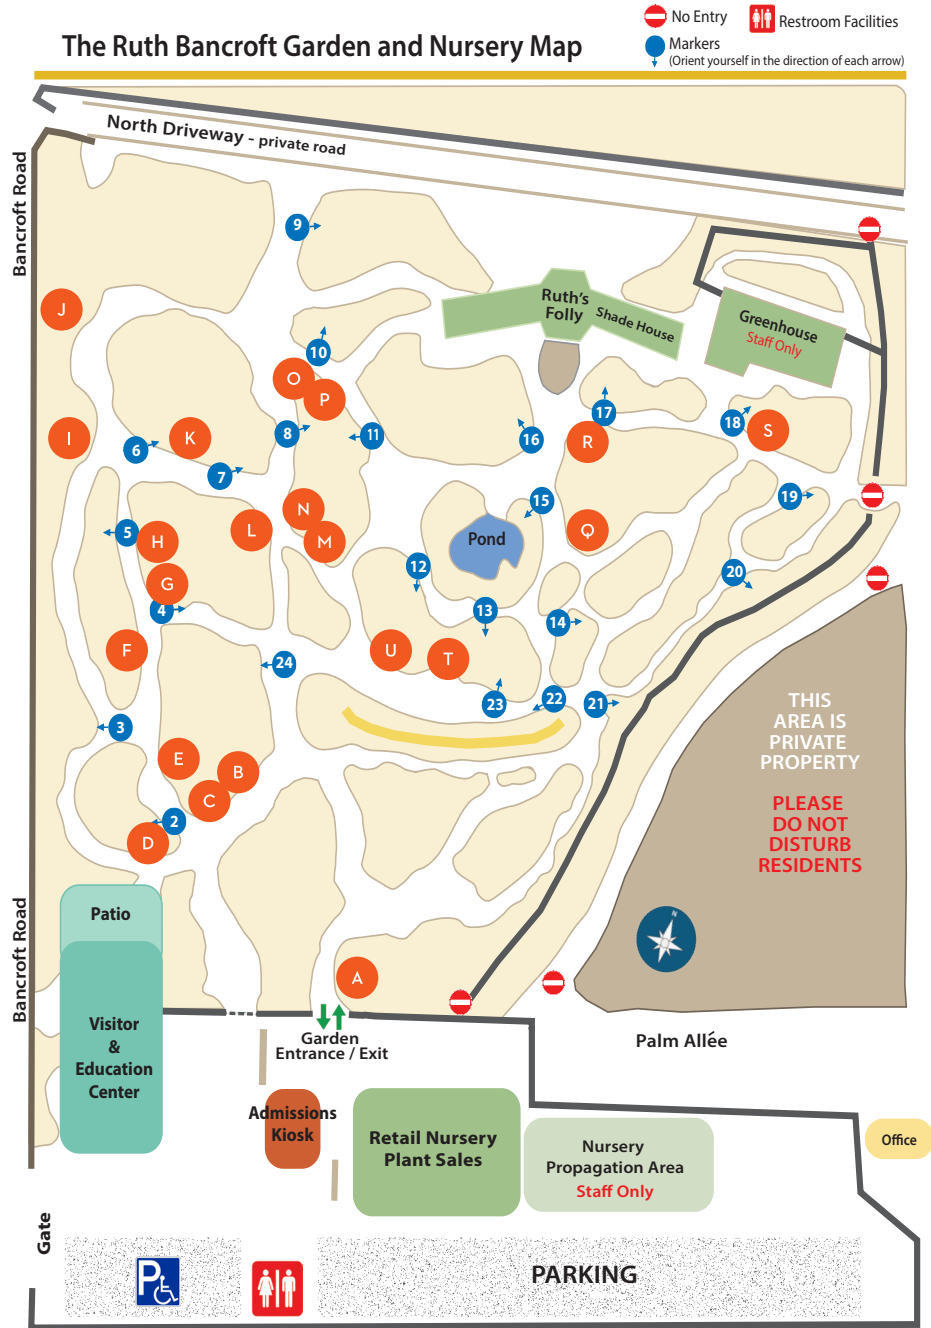 No Entry
Restroom Facilities
The Ruth Bancroft Garden and Nursery Map
Markers
(Orient yourself in the direction of each arrow)
North Driveway - private road
Bancroft Road
9
J
Ruth's
Folly
Shade House
Greenhouse
Staff Only
10
O
P
17
18
S
I
6
K
8
11
16
R
7
19
15
N
L
M
Q
5
H
Pond
12
20
G
4
13
14
F
U
T
24
23
22
21
3
THIS
AREA IS
PRIVATE
PROPERTY
E
B
C
PLEASE
DO NOT
DISTURB
RESIDENTS
2
D
Patio
Bancroft Road
N
A
Visitor
&
Education
Center
Garden
Entrance / Exit
Palm Allée
Admissions
Kiosk
Retail Nursery
Plant Sales
Nursery
Propagation Area
Staff Only
Office
Gate
P
PARKING